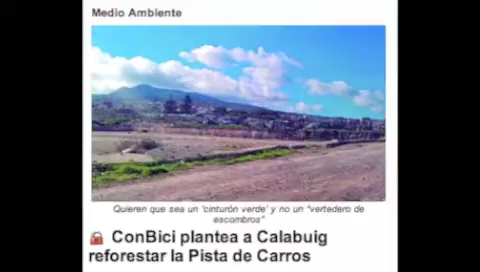 Medio Ambiente
Quieren que sea un 'cinturón verde' y no un "vertedero de
escombros"
ConBici plantea a Calabuig
reforestar la Pista de Carros